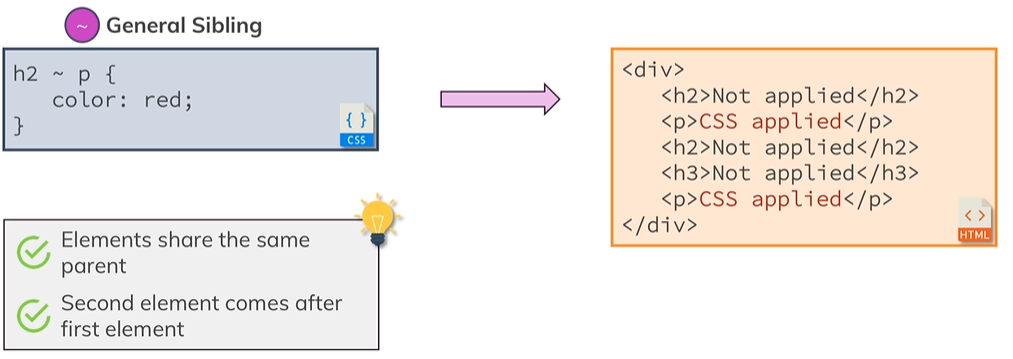 ~ General Sibling
h2 ~ p {
    color: red;
}
CSS
<div>
    <h2>Not applied</h2>
    <p>CSS applied</p>
    <h2>Not applied</h2>
    <h3>Not applied</h3>
    <p>CSS applied</p>
</div>
HTML
Elements share the same
parent
Second element comes after
first element